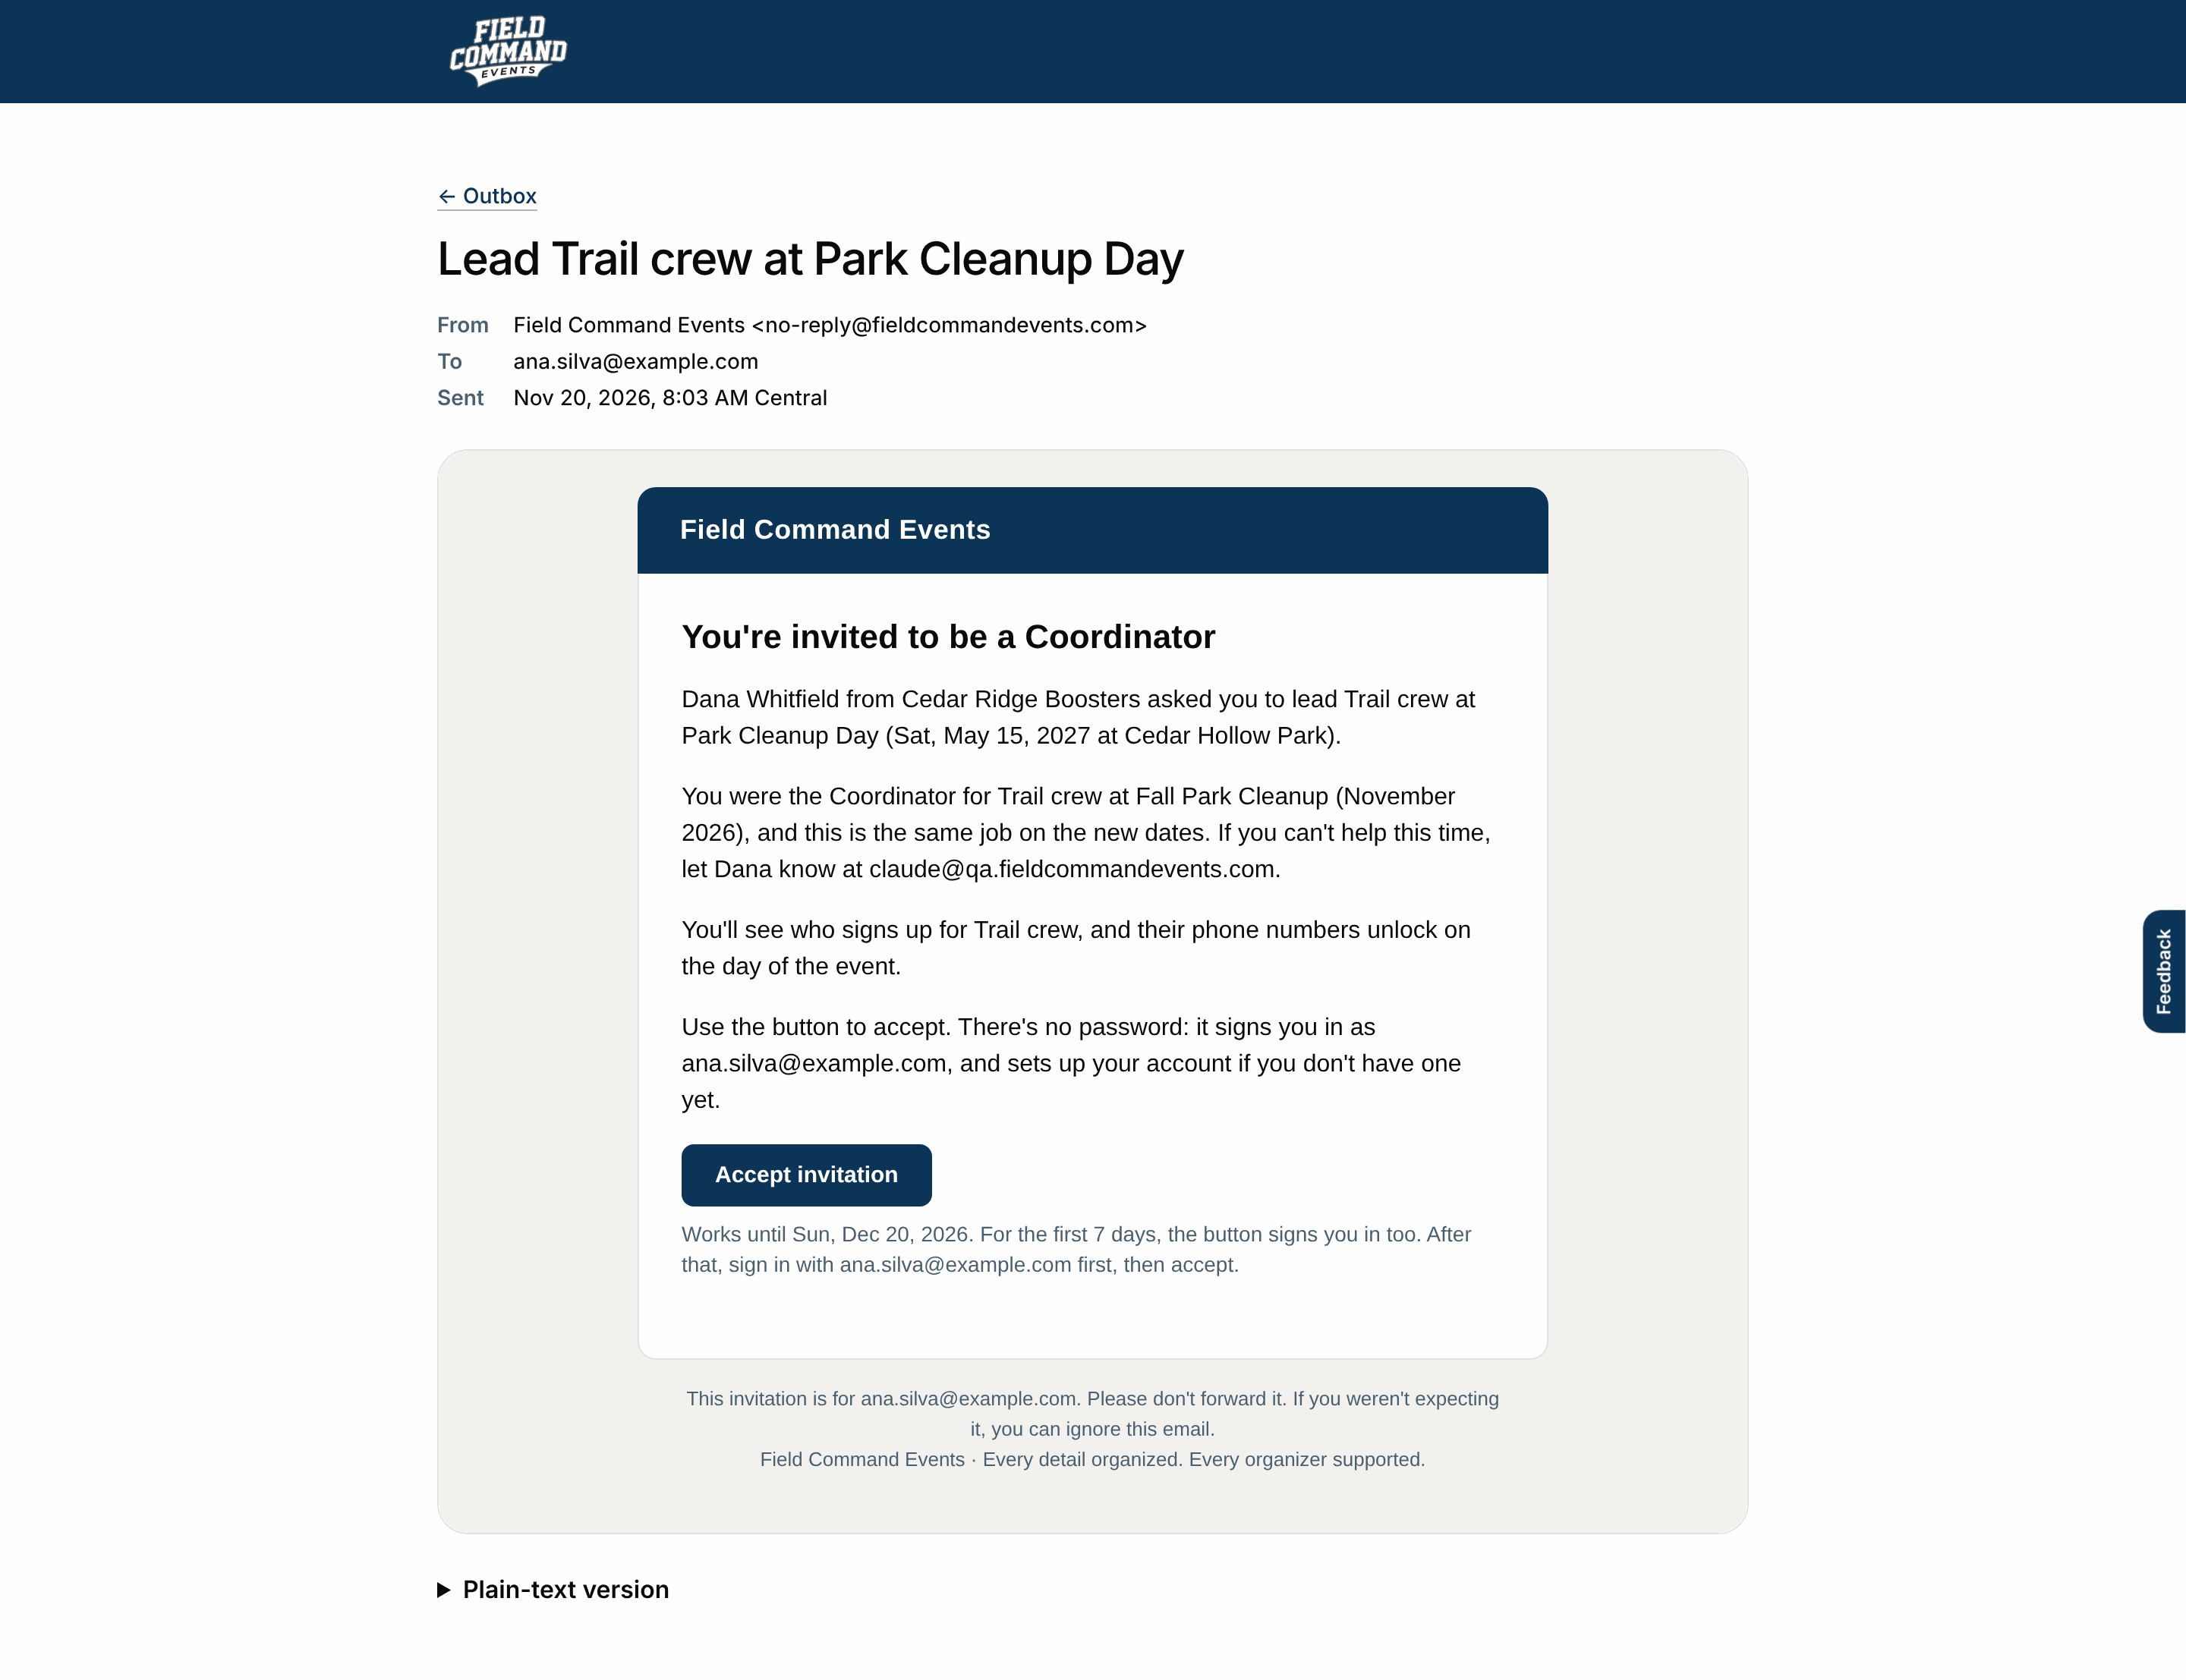 FIELD
COMMAND
EVENTS
← Outbox
Lead Trail crew at Park Cleanup Day
From Field Command Events <no-reply@fieldcommandevents.com>
To ana.silva@example.com
Sent Nov 20, 2026, 8:03 AM Central
Field Command Events
You're invited to be a Coordinator
Dana Whitfield from Cedar Ridge Boosters asked you to lead Trail crew at
Park Cleanup Day (Sat, May 15, 2027 at Cedar Hollow Park).
You were the Coordinator for Trail crew at Fall Park Cleanup (November
2026), and this is the same job on the new dates. If you can't help this time,
let Dana know at claude@qa.fieldcommandevents.com.
You'll see who signs up for Trail crew, and their phone numbers unlock on
the day of the event.
Use the button to accept. There's no password: it signs you in as
ana.silva@example.com, and sets up your account if you don't have one
yet.
Accept invitation
Works until Sun, Dec 20, 2026. For the first 7 days, the button signs you in too. After
that, sign in with ana.silva@example.com first, then accept.
This invitation is for ana.silva@example.com. Please don't forward it. If you weren't expecting
it, you can ignore this email.
Field Command Events · Every detail organized. Every organizer supported.
Plain-text version
Feedback